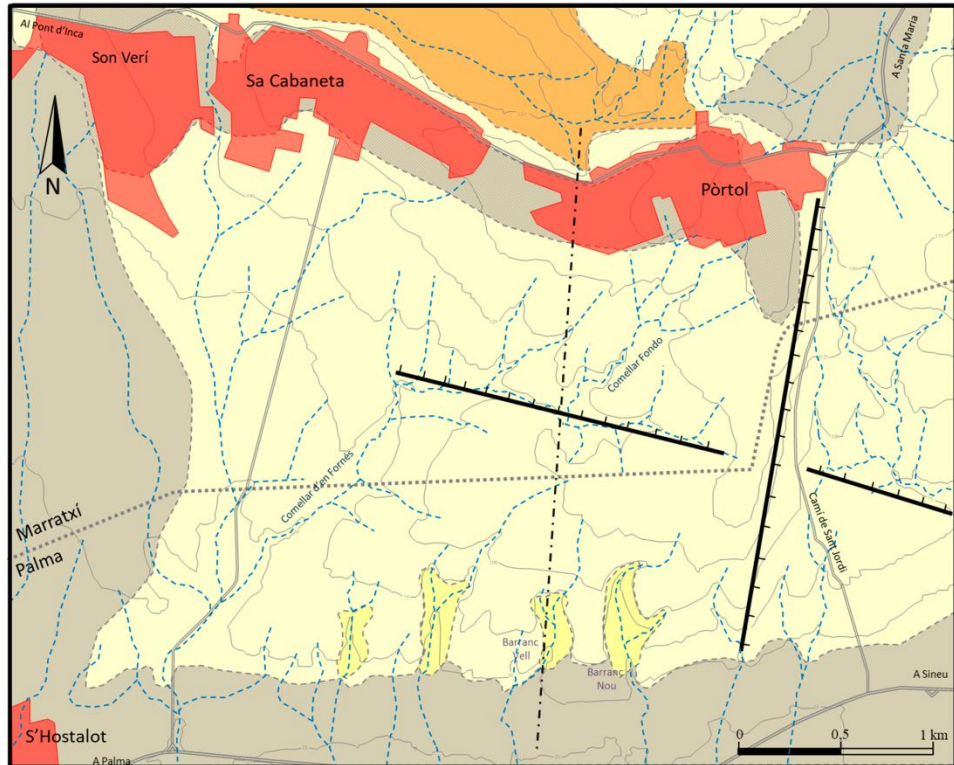 Al Pont d'Inca
Son Verí
Sa Cabaneta
A Santa Maria
N
Pòrtol
Comellar Fondo
Comellar d'en Fornés
Marratxí
Palma
Camí de Sant Jordi
Barranc
Vell
Barranc
Nou
A Sineu
S'Hostalot
A Palma
0 0,5 1 km